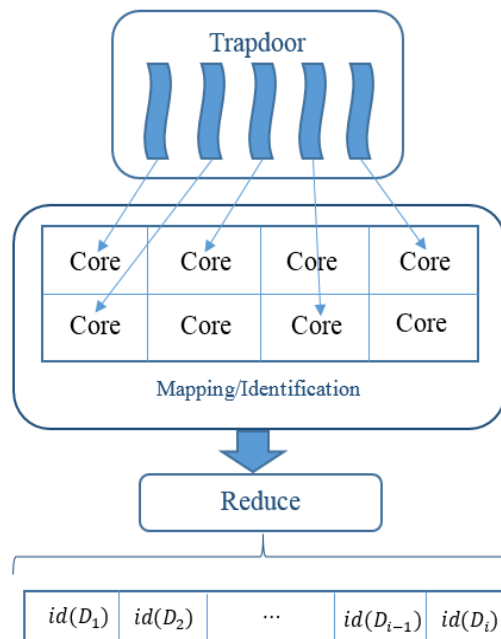 Trapdoor
Core Core Core Core
Core Core Core Core
Mapping/Identification
Reduce
id(D₁) id(D₂) ⋯ id(Dᵢ₋₁) id(Dᵢ)